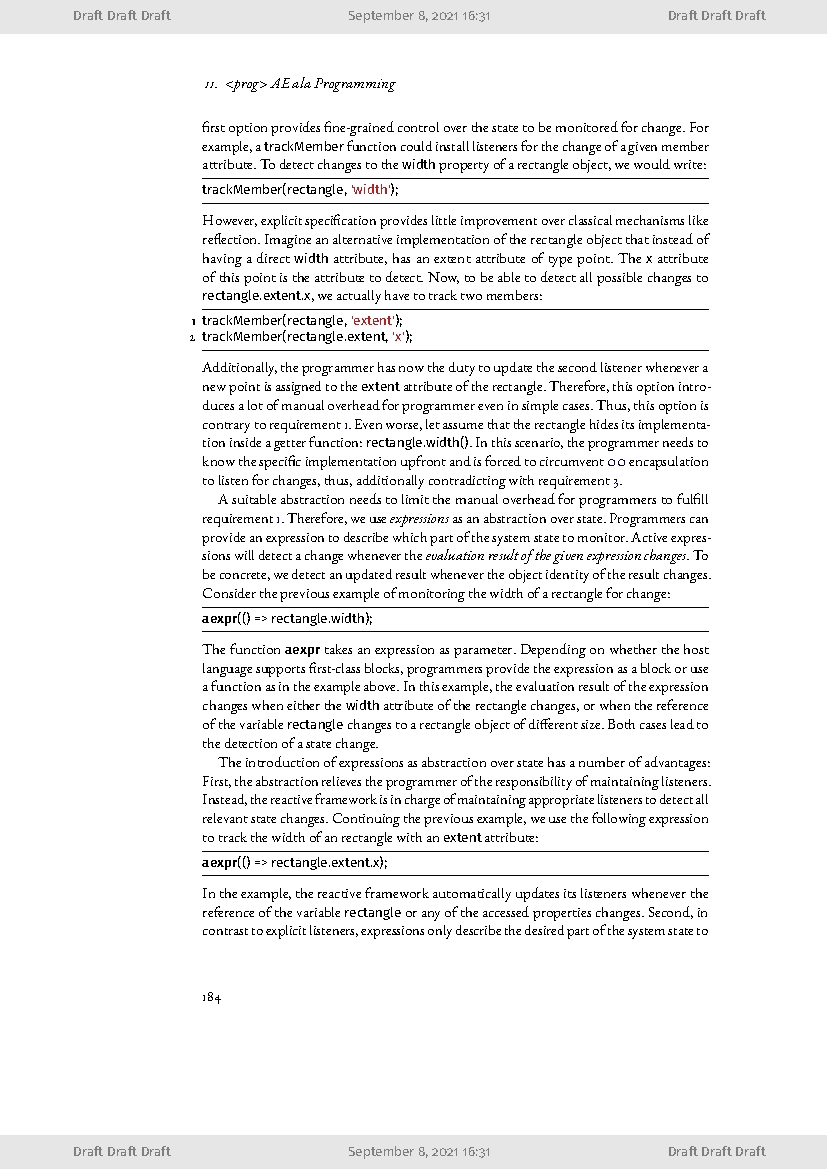 Draft Draft Draft September 8, 2021 16:31 Draft Draft Draft
11. <prog> AE ala Programming
first option provides fine-grained control over the state to be monitored for change. For
example, a trackMember function could install listeners for the change of a given member
attribute. To detect changes to the width property of a rectangle object, we would write:
trackMember(rectangle, 'width');
However, explicit specification provides little improvement over classical mechanisms like
reflection. Imagine an alternative implementation of the rectangle object that instead of
having a direct width attribute, has an extent attribute of type point. The x attribute
of this point is the attribute to detect. Now, to be able to detect all possible changes to
rectangle.extent.x, we actually have to track two members:
1 trackMember(rectangle, 'extent');
2 trackMember(rectangle.extent, 'x');
Additionally, the programmer has now the duty to update the second listener whenever a
new point is assigned to the extent attribute of the rectangle. Therefore, this option intro-
duces a lot of manual overhead for programmer even in simple cases. Thus, this option is
contrary to requirement 1. Even worse, let assume that the rectangle hides its implementa-
tion inside a getter function: rectangle.width(). In this scenario, the programmer needs to
know the specific implementation upfront and is forced to circumvent OO encapsulation
to listen for changes, thus, additionally contradicting with requirement 3.
A suitable abstraction needs to limit the manual overhead for programmers to fulfill
requirement 1. Therefore, we use expressions as an abstraction over state. Programmers can
provide an expression to describe which part of the system state to monitor. Active expres-
sions will detect a change whenever the evaluation result of the given expression changes. To
be concrete, we detect an updated result whenever the object identity of the result changes.
Consider the previous example of monitoring the width of a rectangle for change:
aexpr(() => rectangle.width);
The function aexpr takes an expression as parameter. Depending on whether the host
language supports first-class blocks, programmers provide the expression as a block or use
a function as in the example above. In this example, the evaluation result of the expression
changes when either the width attribute of the rectangle changes, or when the reference
of the variable rectangle changes to a rectangle object of different size. Both cases lead to
the detection of a state change.
The introduction of expressions as abstraction over state has a number of advantages:
First, the abstraction relieves the programmer of the responsibility of maintaining listeners.
Instead, the reactive framework is in charge of maintaining appropriate listeners to detect all
relevant state changes. Continuing the previous example, we use the following expression
to track the width of an rectangle with an extent attribute:
aexpr(() => rectangle.extent.x);
In the example, the reactive framework automatically updates its listeners whenever the
reference of the variable rectangle or any of the accessed properties changes. Second, in
contrast to explicit listeners, expressions only describe the desired part of the system state to
184
Draft Draft Draft September 8, 2021 16:31 Draft Draft Draft